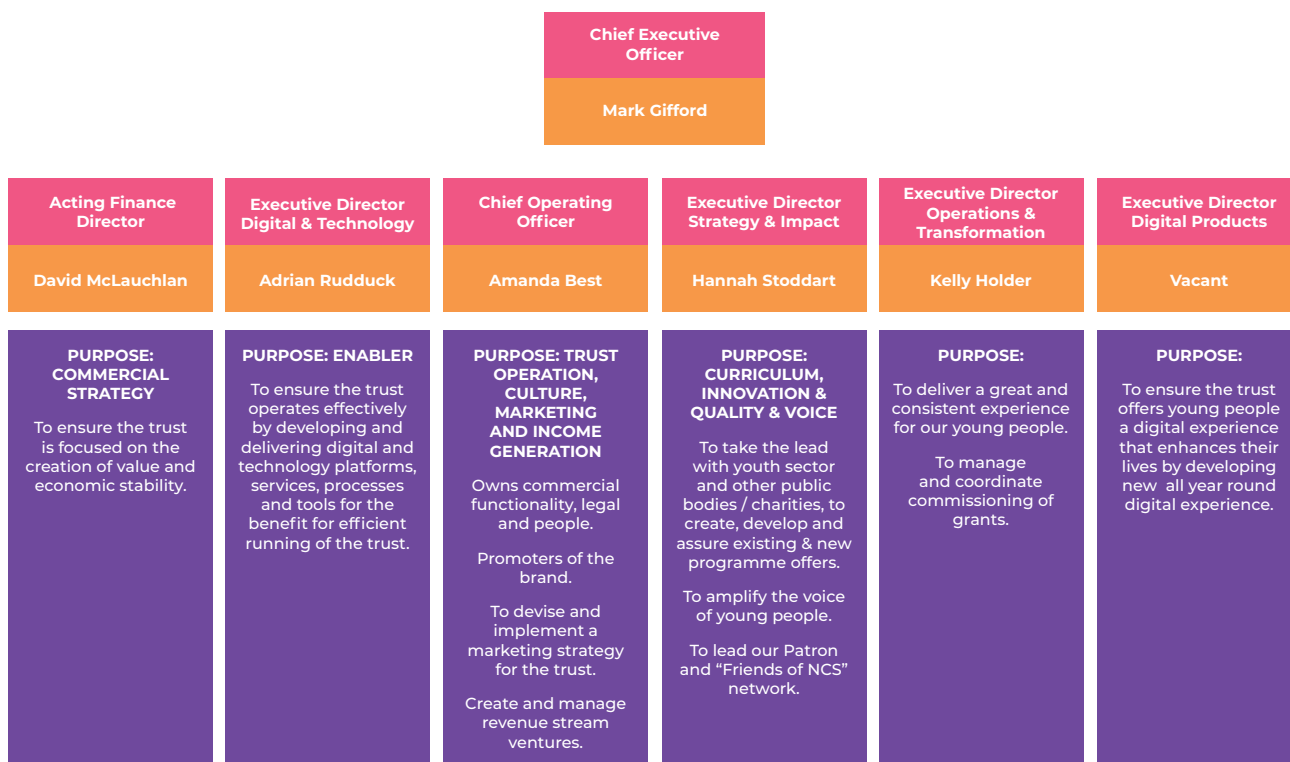 Chief Executive
Officer
Mark Gifford
Acting Finance
Director
David McLauchlan
PURPOSE:
COMMERCIAL
STRATEGY
To ensure the trust
is focused on the
creation of value and
economic stability.
Executive Director
Digital & Technology
Adrian Rudduck
PURPOSE: ENABLER
To ensure the trust
operates effectively
by developing and
delivering digital and
technology platforms,
services, processes
and tools for the
benefit for efficient
running of the trust.
Chief Operating
Officer
Amanda Best
PURPOSE: TRUST
OPERATION,
CULTURE,
MARKETING
AND INCOME
GENERATION
Owns commercial
functionality, legal
and people.
Promoters of the
brand.
To devise and
implement a
marketing strategy
for the trust.
Create and manage
revenue stream
ventures.
Executive Director
Strategy & Impact
Hannah Stoddart
PURPOSE:
CURRICULUM,
INNOVATION &
QUALITY & VOICE
To take the lead
with youth sector
and other public
bodies / charities, to
create, develop and
assure existing & new
programme offers.
To amplify the voice
of young people.
To lead our Patron
and “Friends of NCS”
network.
Executive Director
Operations &
Transformation
Kelly Holder
PURPOSE:
To deliver a great and
consistent experience
for our young people.
To manage
and coordinate
commissioning of
grants.
Executive Director
Digital Products
Vacant
PURPOSE:
To ensure the trust
offers young people
a digital experience
that enhances their
lives by developing
new all year round
digital experience.